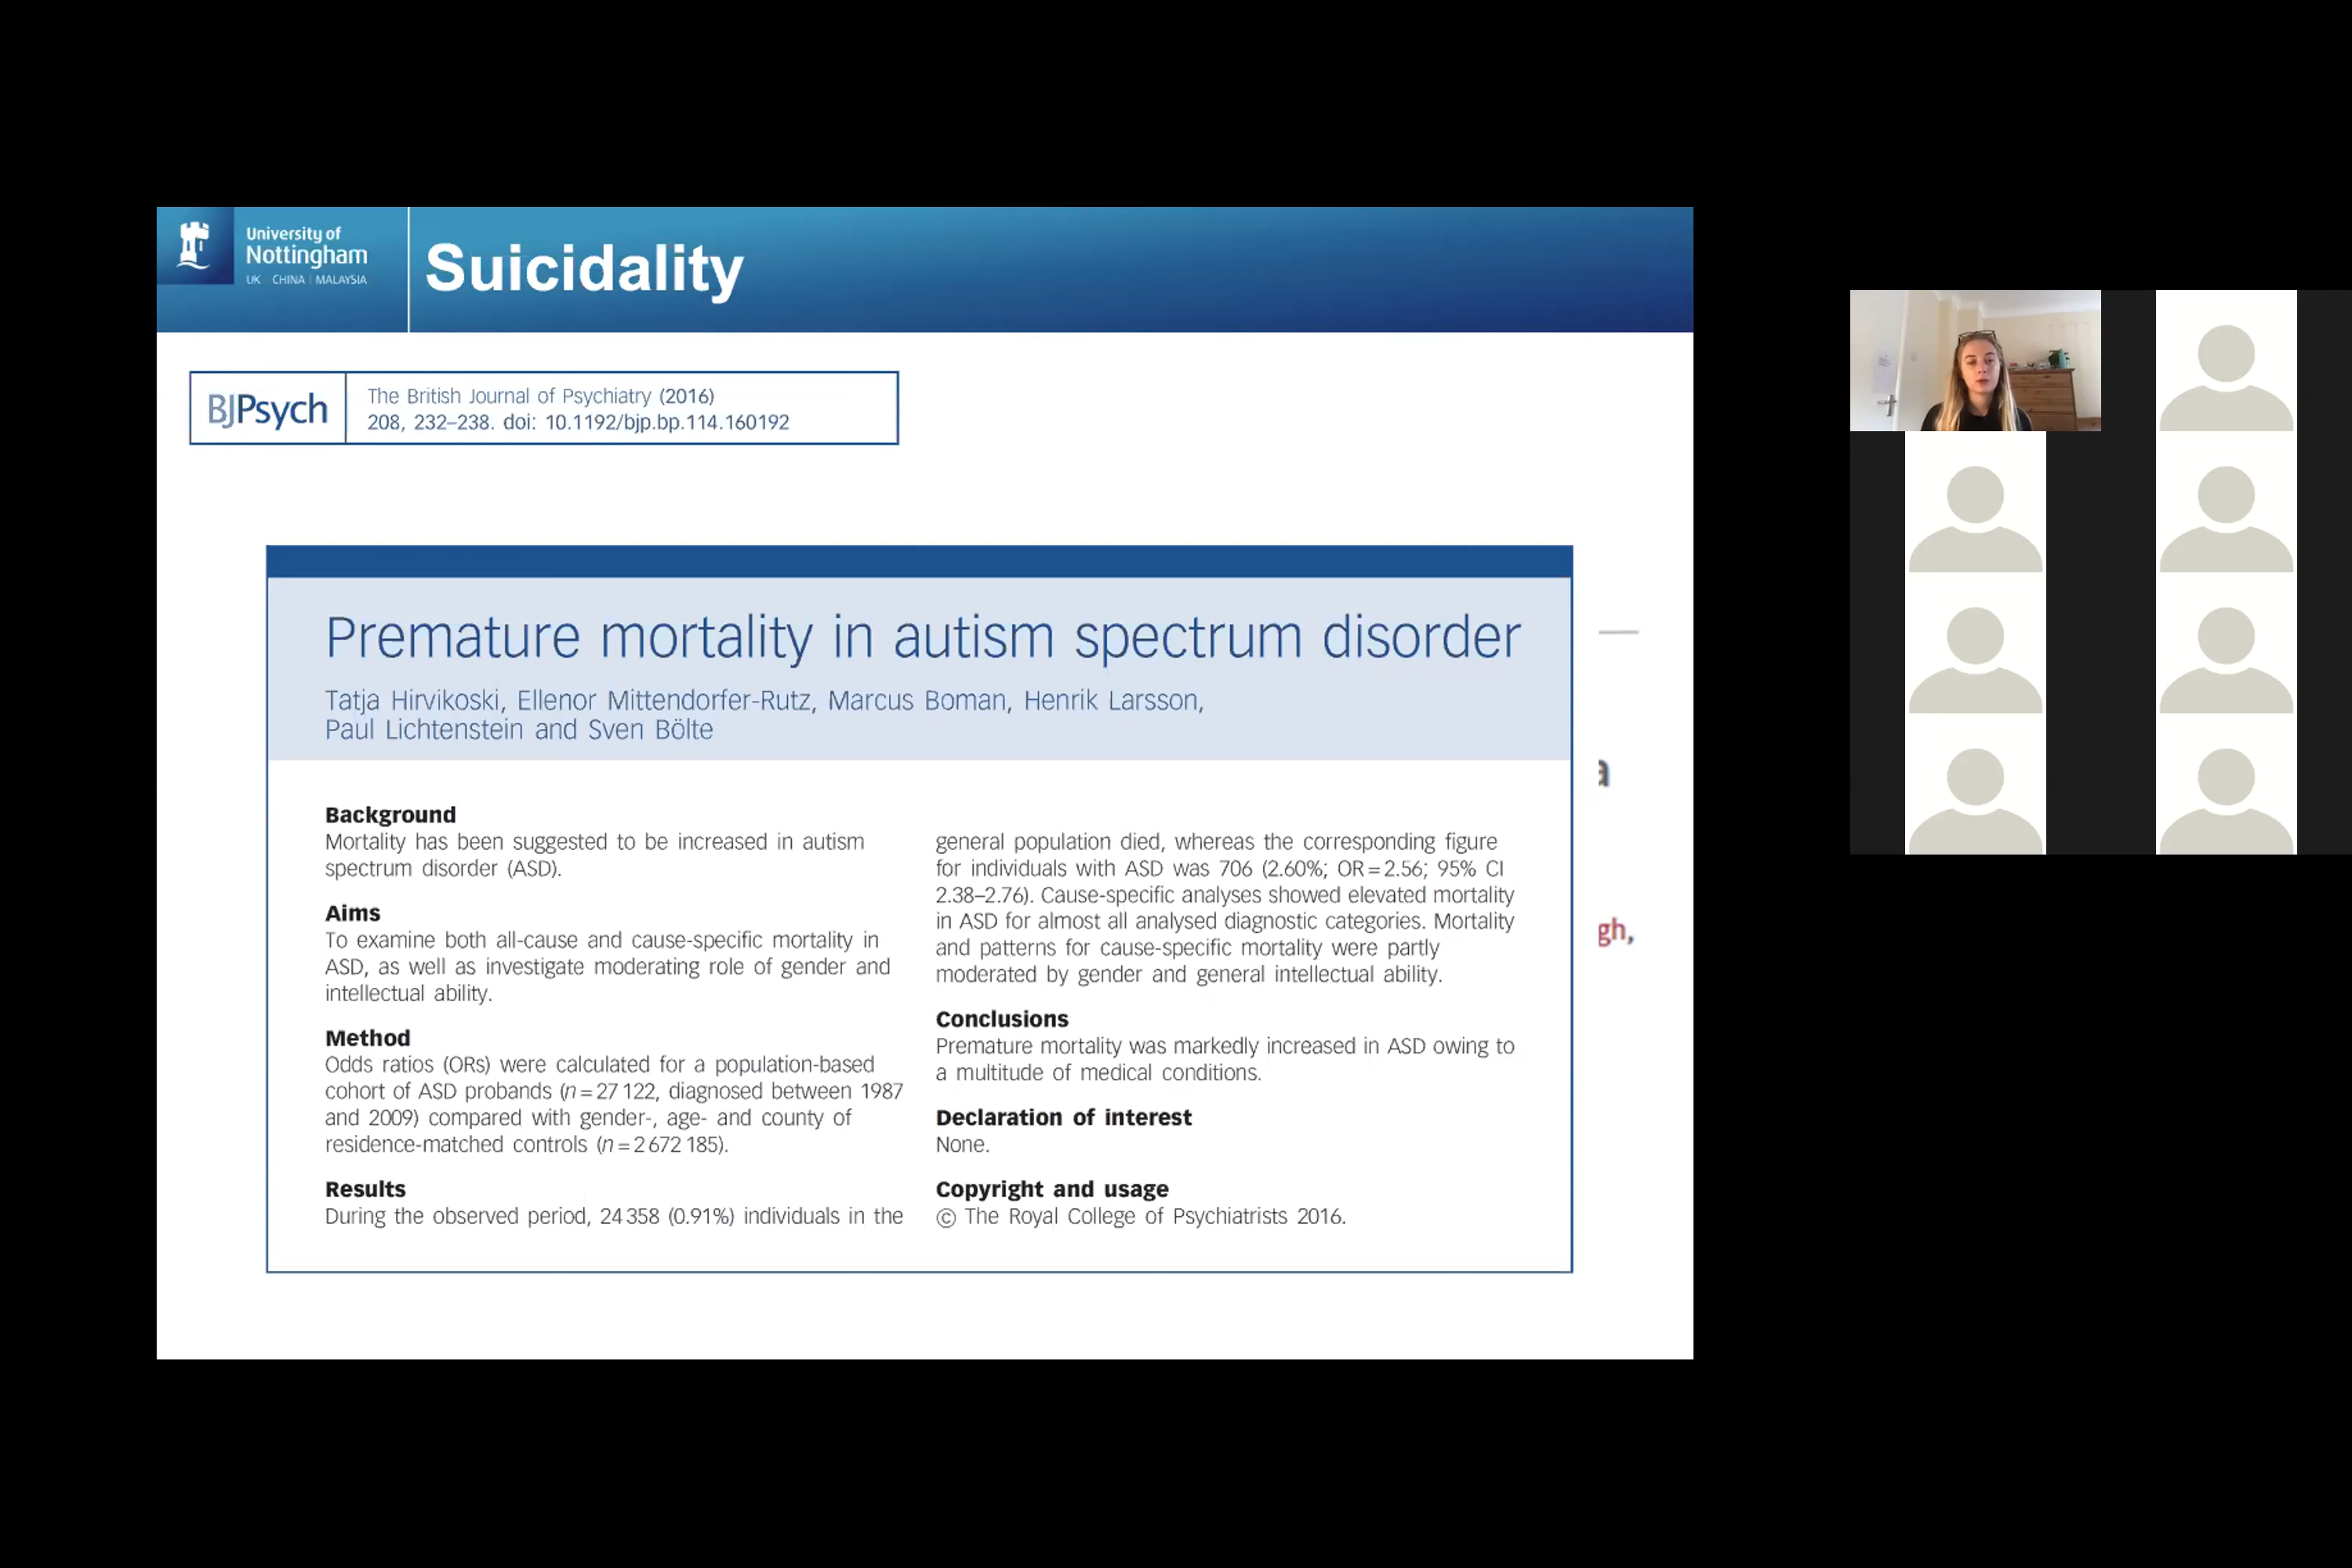 University of
Nottingham
UK CHINA MALAYSIA
Suicidality
BJPsych
The British Journal of Psychiatry (2016)
208, 232–238. doi: 10.1192/bjp.bp.114.160192
Premature mortality in autism spectrum disorder
Tatja Hirvikoski, Ellenor Mittendorfer-Rutz, Marcus Boman, Henrik Larsson,
Paul Lichtenstein and Sven Bölte
Background
Mortality has been suggested to be increased in autism
spectrum disorder (ASD).
Aims
To examine both all-cause and cause-specific mortality in
ASD, as well as investigate moderating role of gender and
intellectual ability.
Method
Odds ratios (ORs) were calculated for a population-based
cohort of ASD probands (n = 27 122, diagnosed between 1987
and 2009) compared with gender-, age- and county of
residence-matched controls (n = 2 672 185).
Results
During the observed period, 24 358 (0.91%) individuals in the
general population died, whereas the corresponding figure
for individuals with ASD was 706 (2.60%; OR = 2.56; 95% CI
2.38–2.76). Cause-specific analyses showed elevated mortality
in ASD for almost all analysed diagnostic categories. Mortality
and patterns for cause-specific mortality were partly
moderated by gender and general intellectual ability.
Conclusions
Premature mortality was markedly increased in ASD owing to
a multitude of medical conditions.
Declaration of interest
None.
Copyright and usage
© The Royal College of Psychiatrists 2016.
a
gh,